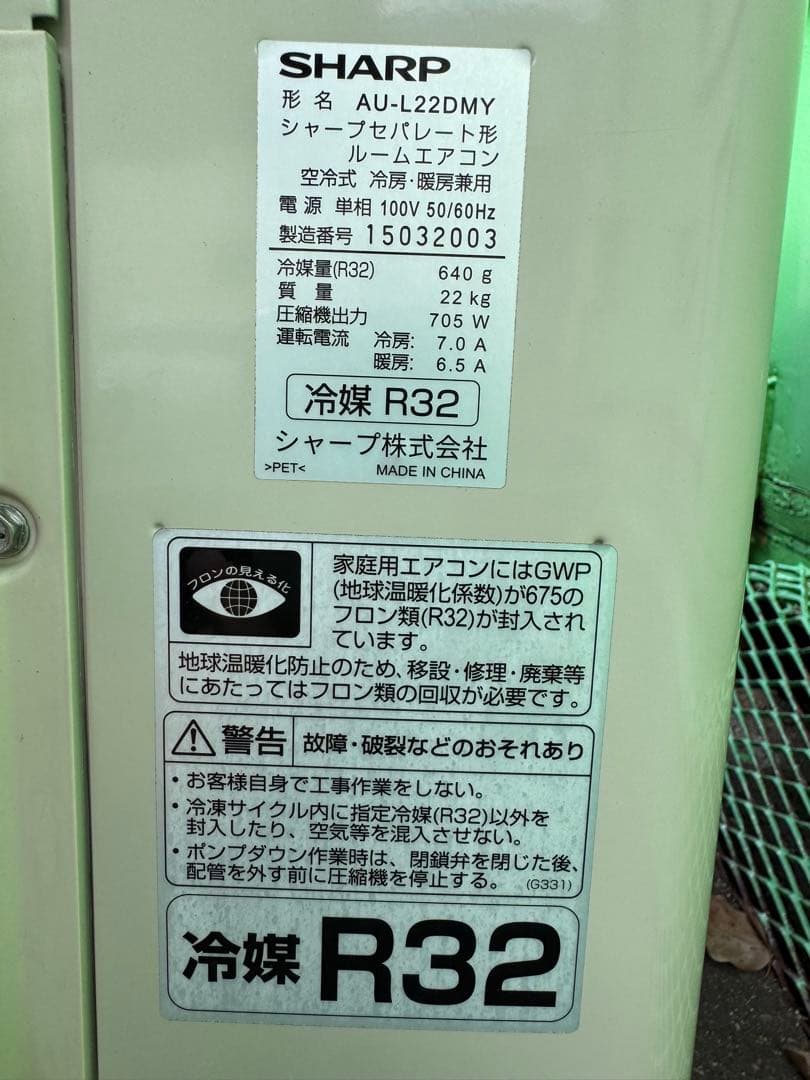 SHARP
形名 AU-L22DMY
シャープセパレート形
ルームエアコン
空冷式 冷房・暖房兼用
電源 単相 100V 50/60Hz
製造番号 15032003
冷媒量(R32) 640 g
質量 22 kg
圧縮機出力 705 W
運転電流 冷房: 7.0 A
暖房: 6.5 A
冷媒 R32
シャープ株式会社
>PET< MADE IN CHINA
フロンの見える化
家庭用エアコンにはGWP
(地球温暖化係数)が675の
フロン類(R32)が封入され
ています。
地球温暖化防止のため、移設・修理・廃棄等
にあたってはフロン類の回収が必要です。
警告 故障・破裂などのおそれあり
・お客様自身で工事作業をしない。
・冷凍サイクル内に指定冷媒(R32)以外を
封入したり、空気等を混入させない。
・ポンプダウン作業時は、閉鎖弁を閉じた後、
配管を外す前に圧縮機を停止する。 (G331)
冷媒 R32